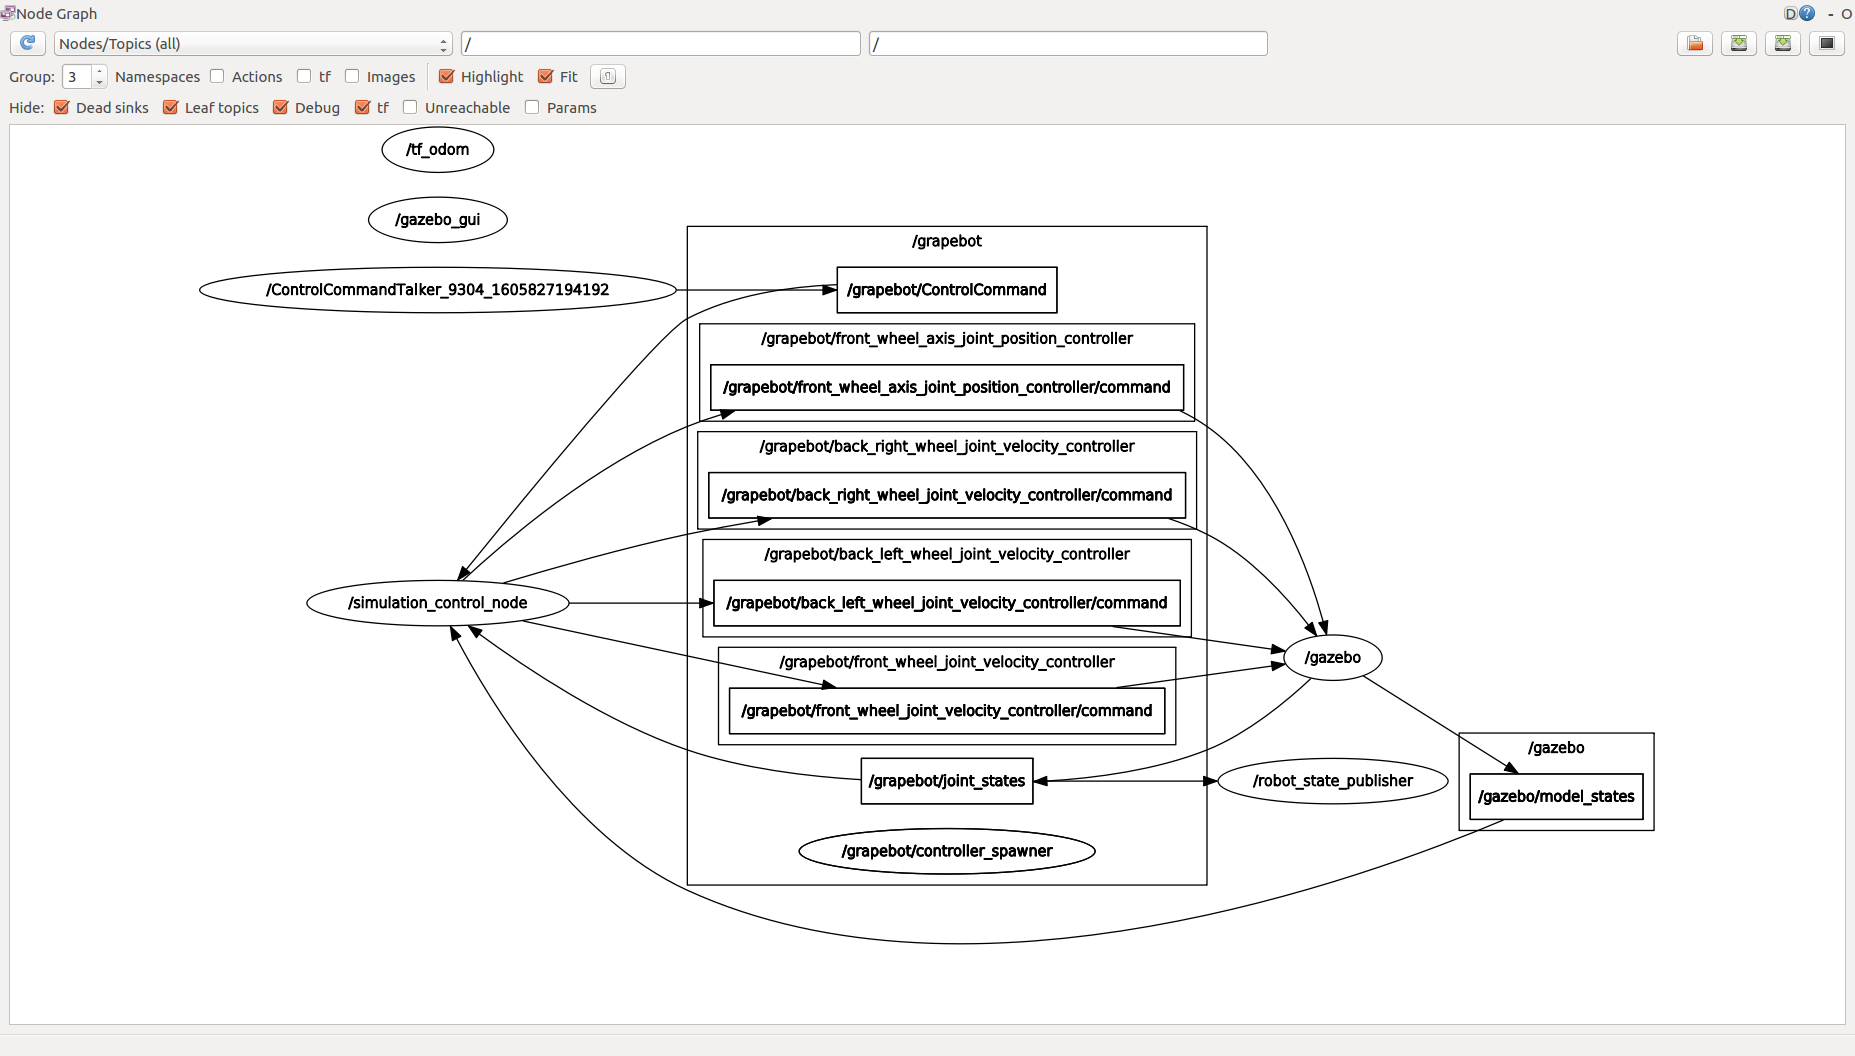 Node Graph
D ? - O
Nodes/Topics (all) / /
Group: 3 Namespaces Actions tf Images Highlight Fit
Hide: Dead sinks Leaf topics Debug tf Unreachable Params
/tf_odom
/gazebo_gui
/grapebot
/ControlCommandTalker_9304_1605827194192
/grapebot/ControlCommand
/grapebot/front_wheel_axis_joint_position_controller
/grapebot/front_wheel_axis_joint_position_controller/command
/grapebot/back_right_wheel_joint_velocity_controller
/grapebot/back_right_wheel_joint_velocity_controller/command
/grapebot/back_left_wheel_joint_velocity_controller
/simulation_control_node
/grapebot/back_left_wheel_joint_velocity_controller/command
/grapebot/front_wheel_joint_velocity_controller
/gazebo
/grapebot/front_wheel_joint_velocity_controller/command
/gazebo
/grapebot/joint_states
/robot_state_publisher
/gazebo/model_states
/grapebot/controller_spawner